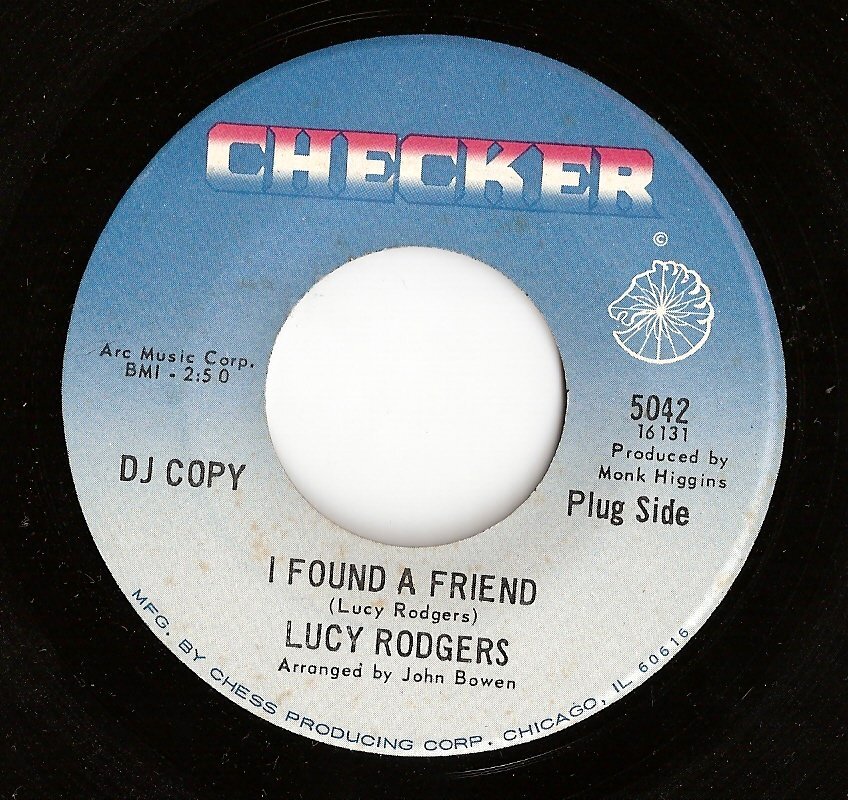 CHECKER
©
Arc Music Corp.
BMI - 2:50
5042
16131
Produced by
Monk Higgins
DJ COPY
Plug Side
I FOUND A FRIEND
(Lucy Rodgers)
LUCY RODGERS
Arranged by John Bowen
MFG. BY CHESS PRODUCING CORP. CHICAGO, IL 60616